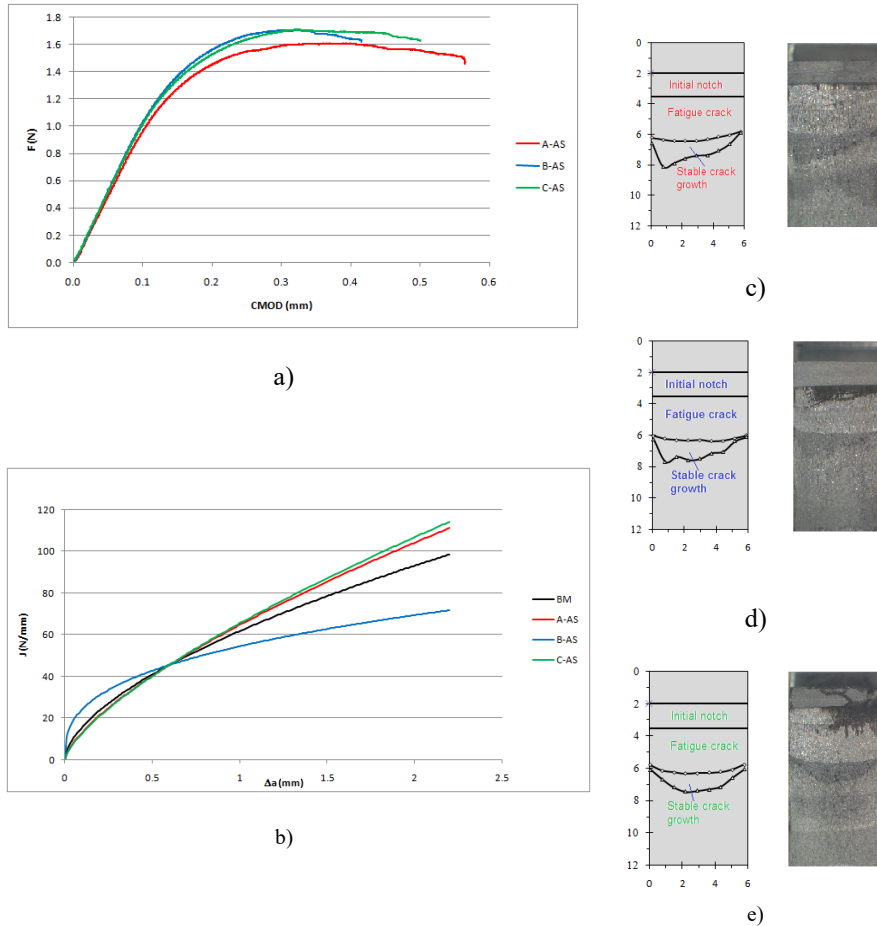 1.8
1.6
1.4
1.2
1.0
0.8
0.6
0.4
0.2
0.0
F(N)
0.0 0.1 0.2 0.3 0.4 0.5 0.6
CMOD (mm)
A-AS
B-AS
C-AS
a)
120
100
80
60
40
20
0
J(N/mm)
0 0.5 1 1.5 2 2.5
Δa(mm)
BM
A-AS
B-AS
C-AS
b)
0
2
4
6
8
10
12
Initial notch
Fatigue crack
Stable crack
growth
0 2 4 6
c)
0
2
4
6
8
10
12
Initial notch
Fatigue crack
Stable crack
growth
0 2 4 6
d)
0
2
4
6
8
10
12
Initial notch
Fatigue crack
Stable crack
growth
0 2 4 6
e)